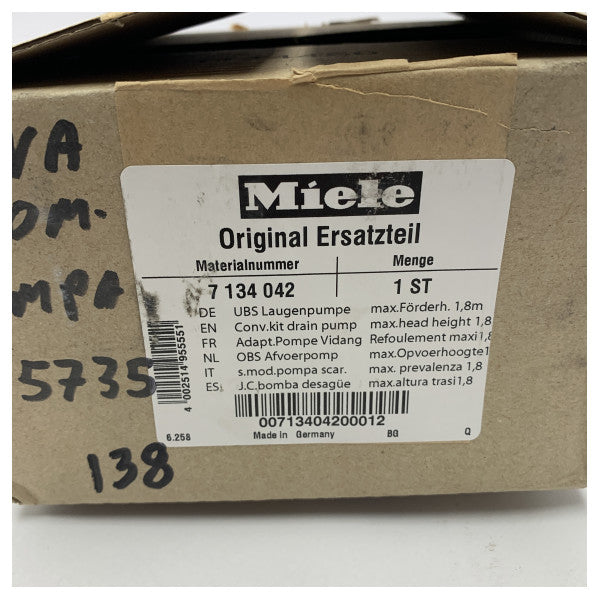 VA
OM-
MPA
5735
138
Miele
Original Ersatzteil
Materialnummer Menge
7 134 042 1 ST
DE UBS Laugenpumpe max.Förderh. 1,8m
EN Conv.kit drain pump max.head height 1,8
FR Adapt.Pompe Vidang Refoulement maxi1,8
NL OBS Afvoerpomp max.Opvoerhoogte1
IT s.mod.pompa scar. max. prevalenza 1,8
ES J.C.bomba desagüe max.altura trasl1,8
4 002514 955551
00713404200012
6.258 Made in Germany BG Q